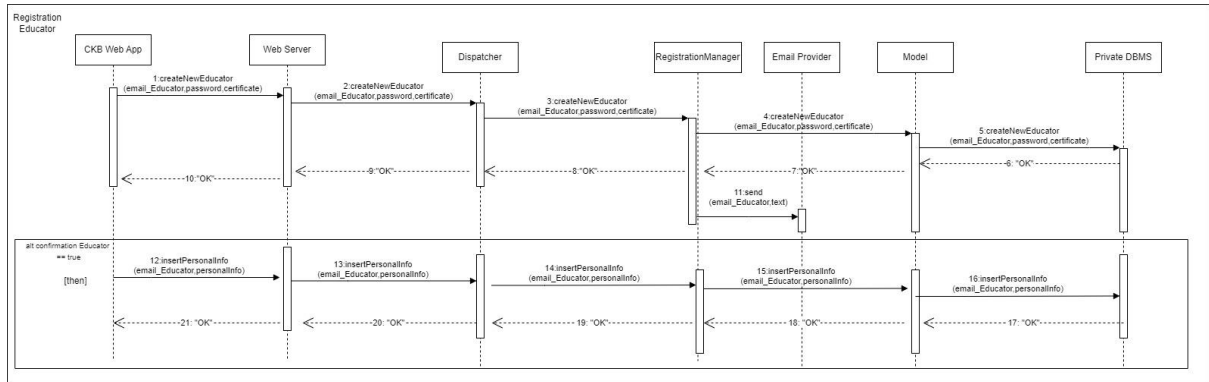 Registration
Educator
CKB Web App
Web Server
Dispatcher
RegistrationManager
Email Provider
Model
Private DBMS
1:createNewEducator
(email_Educator,password,certificate)
2:createNewEducator
(email_Educator,password,certificate)
3:createNewEducator
(email_Educator,password,certificate)
4:createNewEducator
(email_Educator,password,certificate)
5:createNewEducator
(email_Educator,password,certificate)
10:"OK"
9:"OK"
8:"OK"
7:"OK"
6: "OK"
11:send
(email_Educator,text)
alt confirmation Educator
== true
[then]
12:insertPersonalInfo
(email_Educator,personalInfo)
13:insertPersonalInfo
(email_Educator,personalInfo)
14:insertPersonalInfo
(email_Educator,personalInfo)
15:insertPersonalInfo
(email_Educator,personalInfo)
16:insertPersonalInfo
(email_Educator,personalInfo)
21: "OK"
20: "OK"
19: "OK"
18: "OK"
17: "OK"